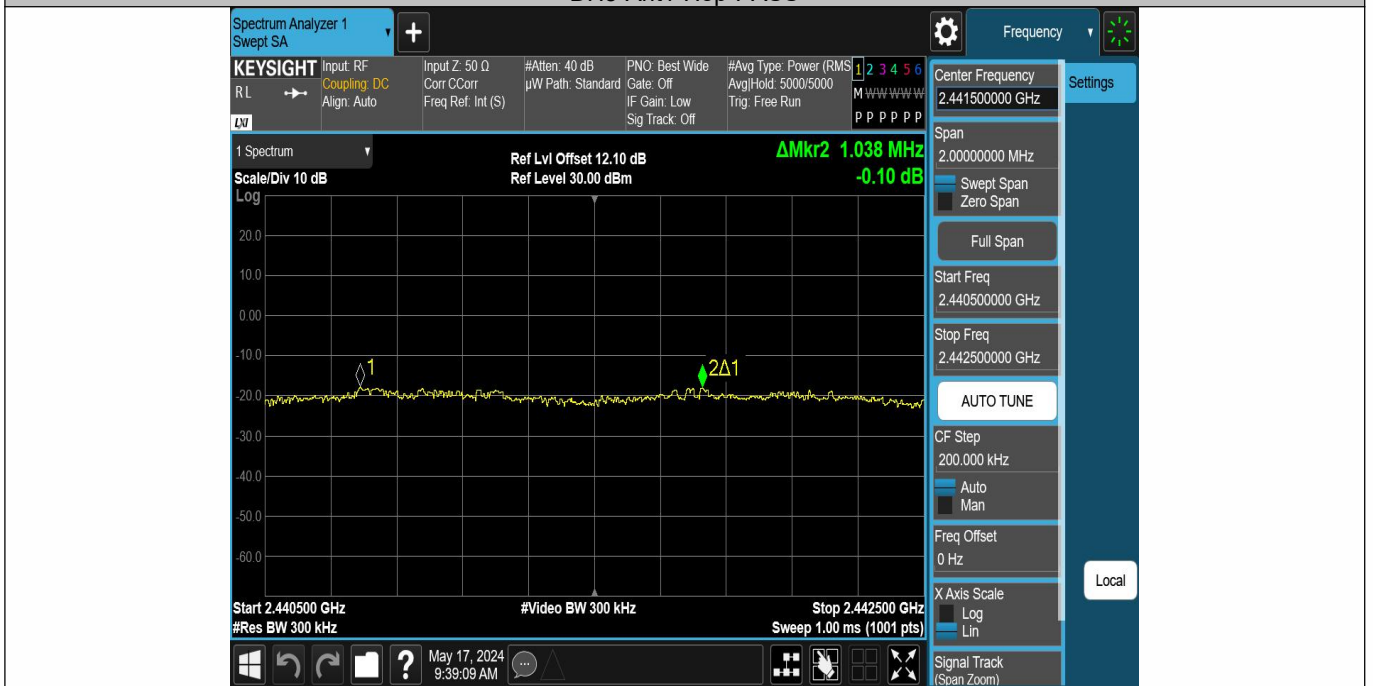 Spectrum Analyzer 1
Swept SA
Frequency
KEYSIGHT
RL
LXI
Input: RF
Coupling: DC
Align: Auto
Input Z: 50 Ω
Corr CCorr
Freq Ref: Int (S)
#Atten: 40 dB
µW Path: Standard
PNO: Best Wide
Gate: Off
IF Gain: Low
Sig Track: Off
#Avg Type: Power (RMS
Avg|Hold: 5000/5000
Trig: Free Run
1 2 3 4 5 6
M W W W W W
P P P P P P
1 Spectrum
Scale/Div 10 dB
Log
Ref Lvl Offset 12.10 dB
Ref Level 30.00 dBm
ΔMkr2 1.038 MHz
-0.10 dB
20.0
10.0
0.00
-10.0
-20.0
-30.0
-40.0
-50.0
-60.0
1
2Δ1
Start 2.440500 GHz
#Res BW 300 kHz
#Video BW 300 kHz
Stop 2.442500 GHz
Sweep 1.00 ms (1001 pts)
May 17, 2024
9:39:09 AM
Center Frequency
2.441500000 GHz
Settings
Span
2.00000000 MHz
Swept Span
Zero Span
Full Span
Start Freq
2.440500000 GHz
Stop Freq
2.442500000 GHz
AUTO TUNE
CF Step
200.000 kHz
Auto
Man
Freq Offset
0 Hz
Local
X Axis Scale
Log
Lin
Signal Track
(Span Zoom)